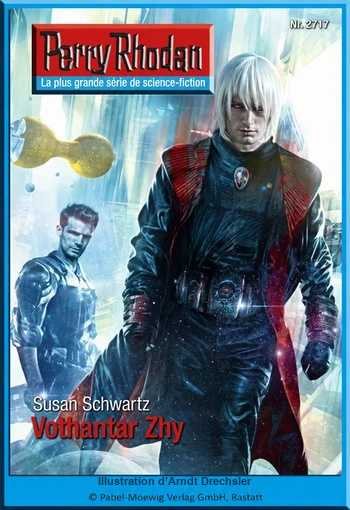 Nr. 2717
Perry Rhodan
La plus grande série de science-fiction
Susan Schwartz
Vothantar Zhy
Illustration d'Arndt Drechsler
© Pabel-Moewig Verlag GmbH, Rastatt